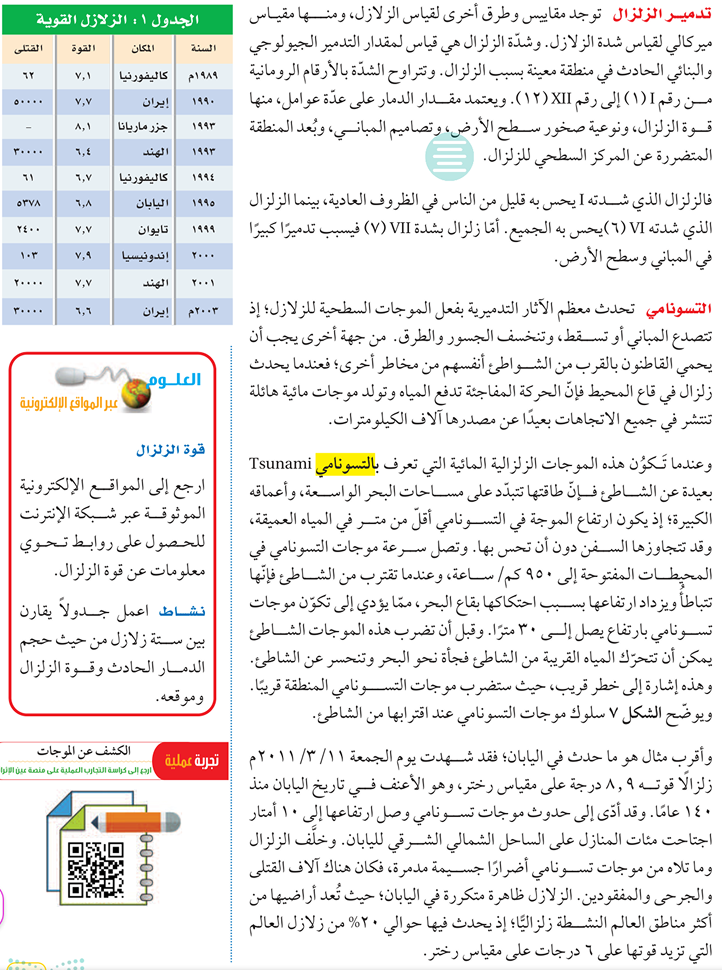 تدمير الزلزال توجد مقاييس وطرق أخرى لقياس الزلازل، ومنها مقياس
ميركالي لقياس شدة الزلازل. وشدّة الزلزال هي قياس لمقدار التدمير الجيولوجي
والبنائي الحادث في منطقة معينة بسبب الزلزال. وتتراوح الشدّة بالأرقام الرومانية
من رقم I (١) إلى رقم XII (١٢). ويعتمد مقدار الدمار على عدّة عوامل، منها
قوة الزلزال، ونوعية صخور سطح الأرض، وتصاميم المباني، وبُعد المنطقة
المتضررة عن المركز السطحي للزلزال.
فالزلزال الذي شدته I يحس به قليل من الناس في الظروف العادية، بينما الزلزال
الذي شدته VI (٦) يحس به الجميع. أمّا زلزال بشدة VII (٧) فيسبب تدميرًا كبيرًا
في المباني وسطح الأرض.
التسونامي تحدث معظم الآثار التدميرية بفعل الموجات السطحية للزلازل؛ إذ
تتصدع المباني أو تسقط، وتنخسف الجسور والطرق. من جهة أخرى يجب أن
يحمي القاطنون بالقرب من الشواطئ أنفسهم من مخاطر أخرى؛ فعندما يحدث
زلزال في قاع المحيط فإنّ الحركة المفاجئة تدفع المياه وتولد موجات مائية هائلة
تنتشر في جميع الاتجاهات بعيدًا عن مصدرها آلاف الكيلومترات.
وعندما تَكوُن هذه الموجات الزلزالية المائية التي تعرف بالتسونامي Tsunami
بعيدة عن الشاطئ فإنّ طاقتها تتبدّد على مساحات البحر الواسعة، وأعماقه
الكبيرة؛ إذ يكون ارتفاع الموجة في التسونامي أقلّ من متر في المياه العميقة،
وقد تتجاوزها السفن دون أن تحس بها. وتصل سرعة موجات التسونامي في
المحيطات المفتوحة إلى ٩٥٠ كم/ ساعة، وعندما تقترب من الشاطئ فإنّها
تتباطأُ ويزداد ارتفاعها بسبب احتكاكها بقاع البحر، ممّا يؤدي إلى تكوّن موجات
تسونامي بارتفاع يصل إلى ٣٠ مترًا. وقبل أن تضرب هذه الموجات الشاطئ
يمكن أن تتحرّك المياه القريبة من الشاطئ فجأة نحو البحر وتنحسر عن الشاطئ.
وهذه إشارة إلى خطر قريب، حيث ستضرب موجات التسونامي المنطقة قريبًا.
ويوضّح الشكل ٧ سلوك موجات التسونامي عند اقترابها من الشاطئ.
وأقرب مثال هو ما حدث في اليابان؛ فقد شهدت يوم الجمعة ١١ /٣ /٢٠١١م
زلزالًا قوته ٨,٩ درجة على مقياس رختر، وهو الأعنف في تاريخ اليابان منذ
١٤٠ عامًا. وقد أدّى إلى حدوث موجات تسونامي وصل ارتفاعها إلى ١٠ أمتار
اجتاحت مئات المنازل على الساحل الشمالي الشرقي لليابان. وخلَّف الزلزال
وما تلاه من موجات تسونامي أضرارًا جسيمة مدمرة، فكان هناك آلاف القتلى
والجرحى والمفقودين. الزلازل ظاهرة متكررة في اليابان؛ حيث تُعد أراضيها من
أكثر مناطق العالم النشطة زلزاليًّا؛ إذ يحدث فيها حوالي ٢٠% من زلازل العالم
التي تزيد قوتها على ٦ درجات على مقياس رختر.
الجدول ١ : الزلازل القوية
السنة المكان القوة القتلى
١٩٨٩م كاليفورنيا ٧,١ ٦٢
١٩٩٠ إيران ٧,٧ ٥٠٠٠٠
١٩٩٣ جزر ماريانا ٨,١ –
١٩٩٣ الهند ٦,٤ ٣٠٠٠٠
١٩٩٤ كاليفورنيا ٦,٧ ٦١
١٩٩٥ اليابان ٦,٨ ٥٣٧٨
١٩٩٩ تايوان ٧,٧ ٢٤٠٠
٢٠٠٠ إندونيسيا ٧,٩ ١٠٣
٢٠٠١ الهند ٧,٧ ٢٠٠٠٠
٢٠٠٣م إيران ٦,٦ ٣٠٠٠٠
العلوم
عبر المواقع الإلكترونية
قوة الزلزال
ارجع إلى المواقع الإلكترونية
الموثوقة عبر شبكة الإنترنت
للحصول على روابط تحوي
معلومات عن قوة الزلزال.
نشاط اعمل جدولاً يقارن
بين ستة زلازل من حيث حجم
الدمار الحادث وقوة الزلزال
وموقعه.
تجربة عملية
الكشف عن الموجات
ارجع إلى كراسة التجارب العملية على منصة عين الإثرا